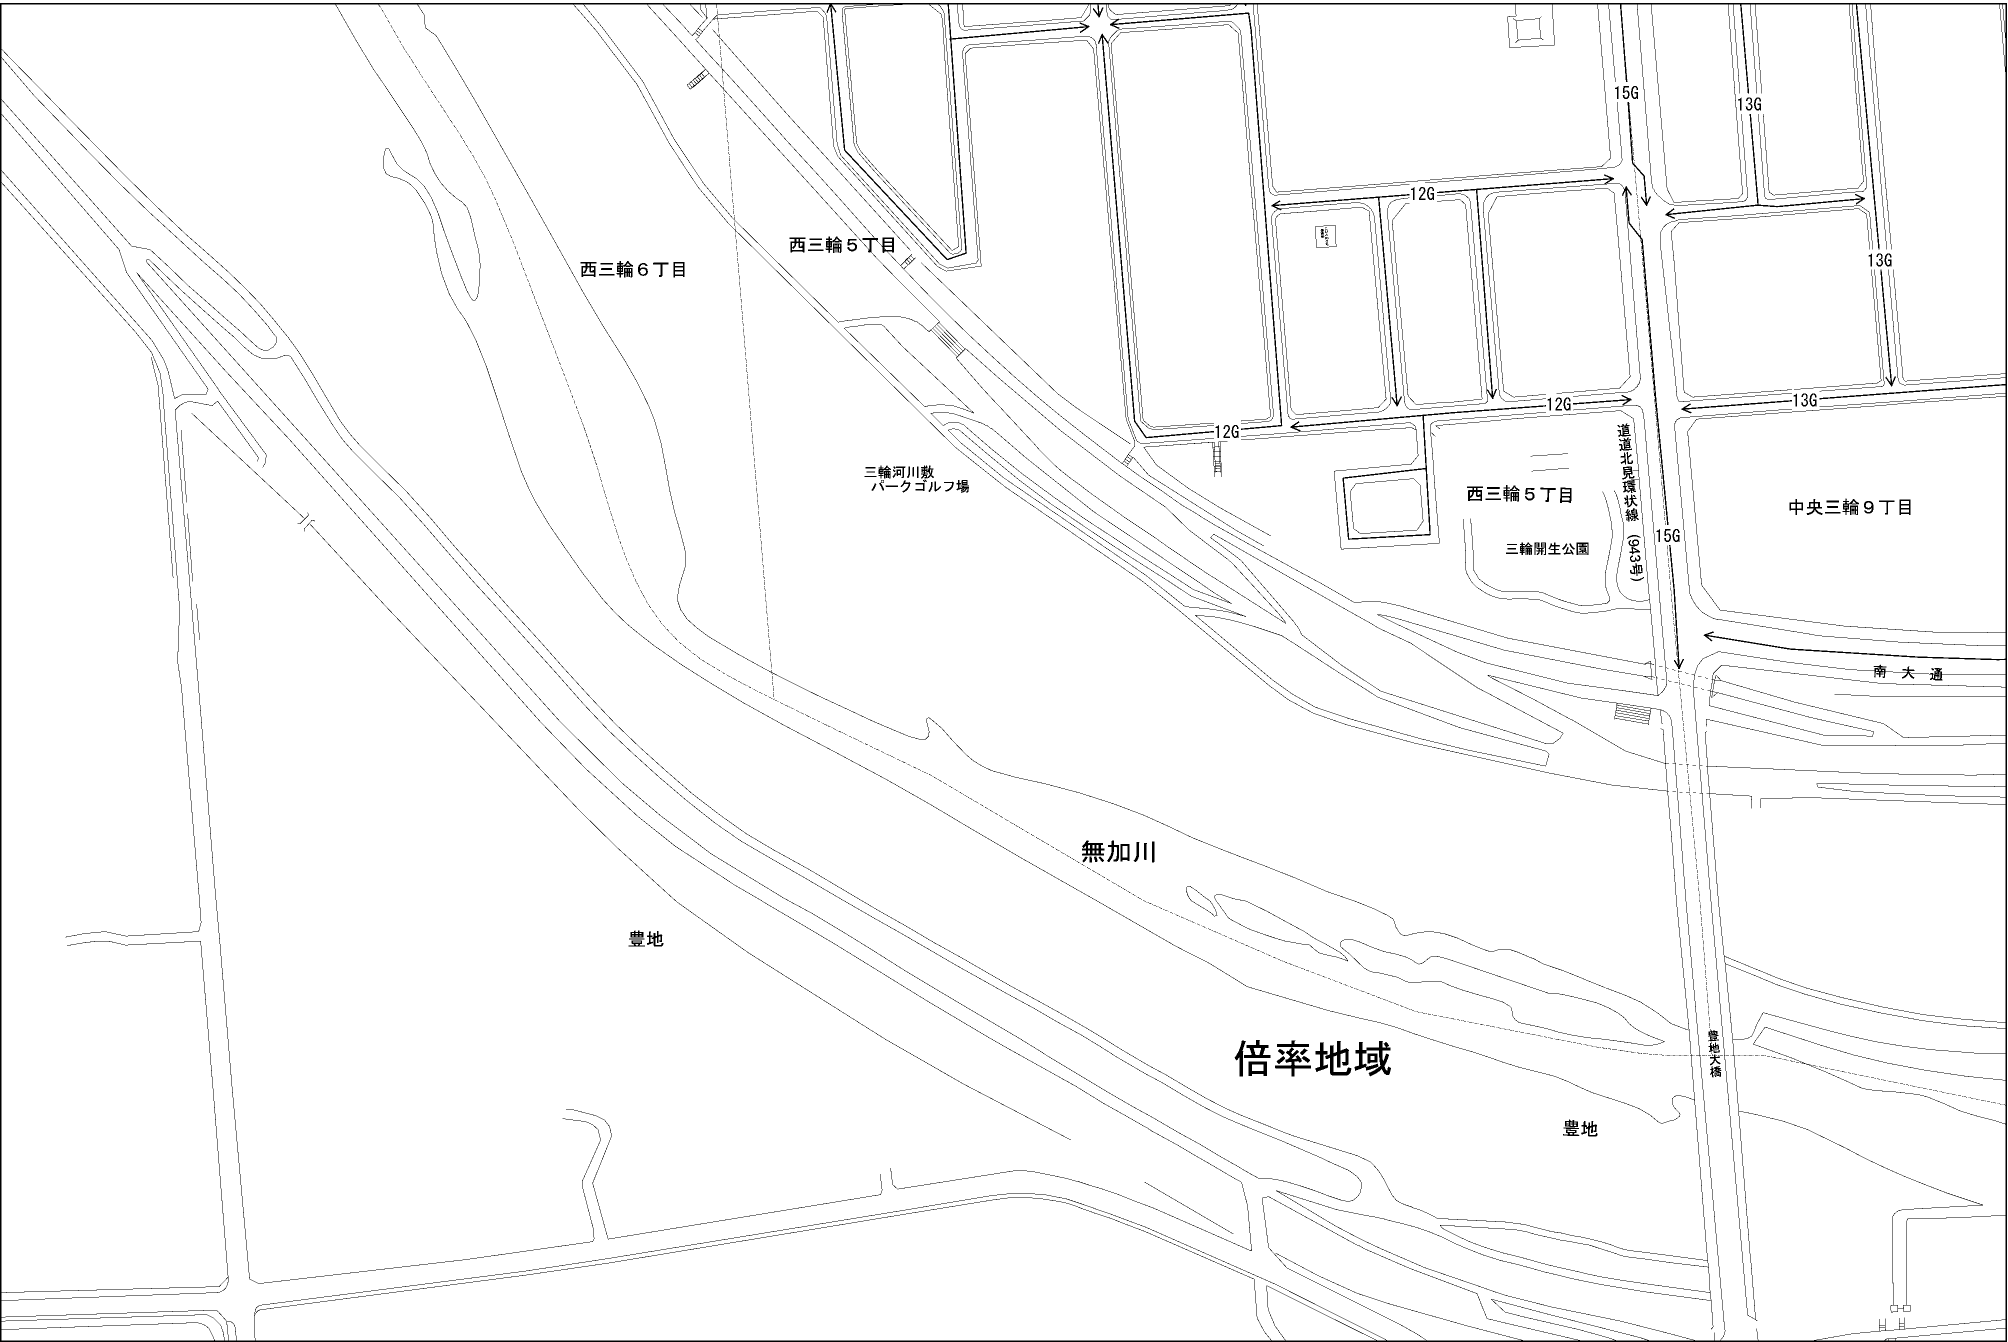 15G
13G
12G
西三輪５丁目
西三輪６丁目
13G
13G
12G
12G
道道北見環状線 (943号)
三輪河川敷
パークゴルフ場
西三輪５丁目
中央三輪９丁目
15G
三輪開生公園
南大通
無加川
豊地
豊地大橋
倍率地域
豊地